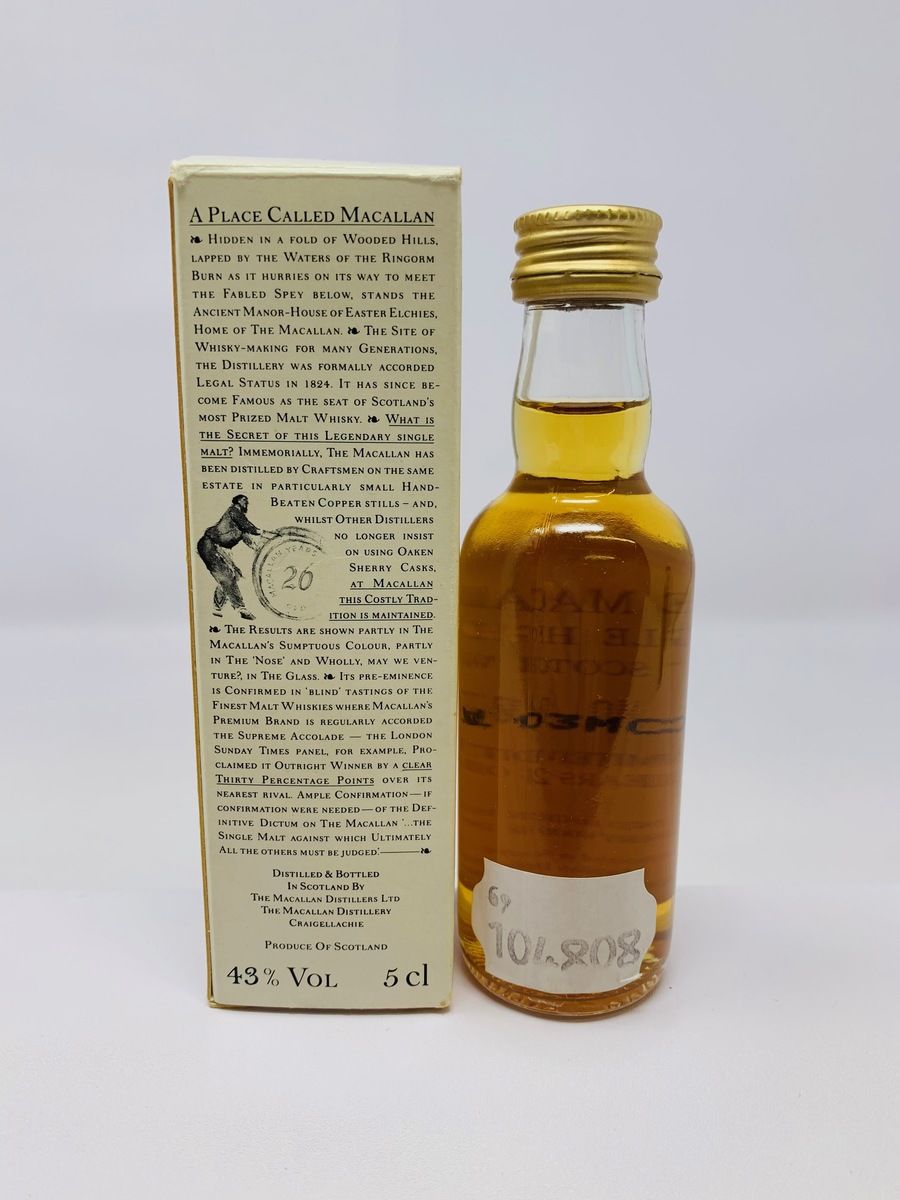 A Place Called Macallan
❧ Hidden in a fold of Wooded Hills,
lapped by the Waters of the Ringorm
Burn as it hurries on its way to meet
the Fabled Spey below, stands the
Ancient Manor-House of Easter Elchies,
Home of The Macallan. ❧ The Site of
Whisky-making for many Generations,
the Distillery was formally accorded
Legal Status in 1824. It has since be-
come Famous as the seat of Scotland's
most Prized Malt Whisky. ❧ What is
the Secret of this Legendary single
malt? Immemorially, The Macallan has
been distilled by Craftsmen on the same
estate in particularly small Hand-
Beaten Copper stills – and,
whilst Other Distillers
no longer insist
on using Oaken
Sherry Casks,
at Macallan
this Costly Trad-
ition is maintained.
MACALLAN YEARS
26
OLD
❧ The Results are shown partly in The
Macallan's Sumptuous Colour, partly
in The 'Nose' and Wholly, may we ven-
ture?, in The Glass. ❧ Its pre-eminence
is Confirmed in 'blind' tastings of the
Finest Malt Whiskies where Macallan's
Premium Brand is regularly accorded
the Supreme Accolade — the London
Sunday Times panel, for example, Pro-
claimed it Outright Winner by a clear
Thirty Percentage Points over its
nearest rival. Ample Confirmation — if
confirmation were needed — of the Def-
initive Dictum on The Macallan '...the
Single Malt against which Ultimately
All the others must be judged'.——❧
Distilled & Bottled
In Scotland By
The Macallan Distillers Ltd
The Macallan Distillery
Craigellachie
Produce Of Scotland
43% Vol 5 cl
69
104808